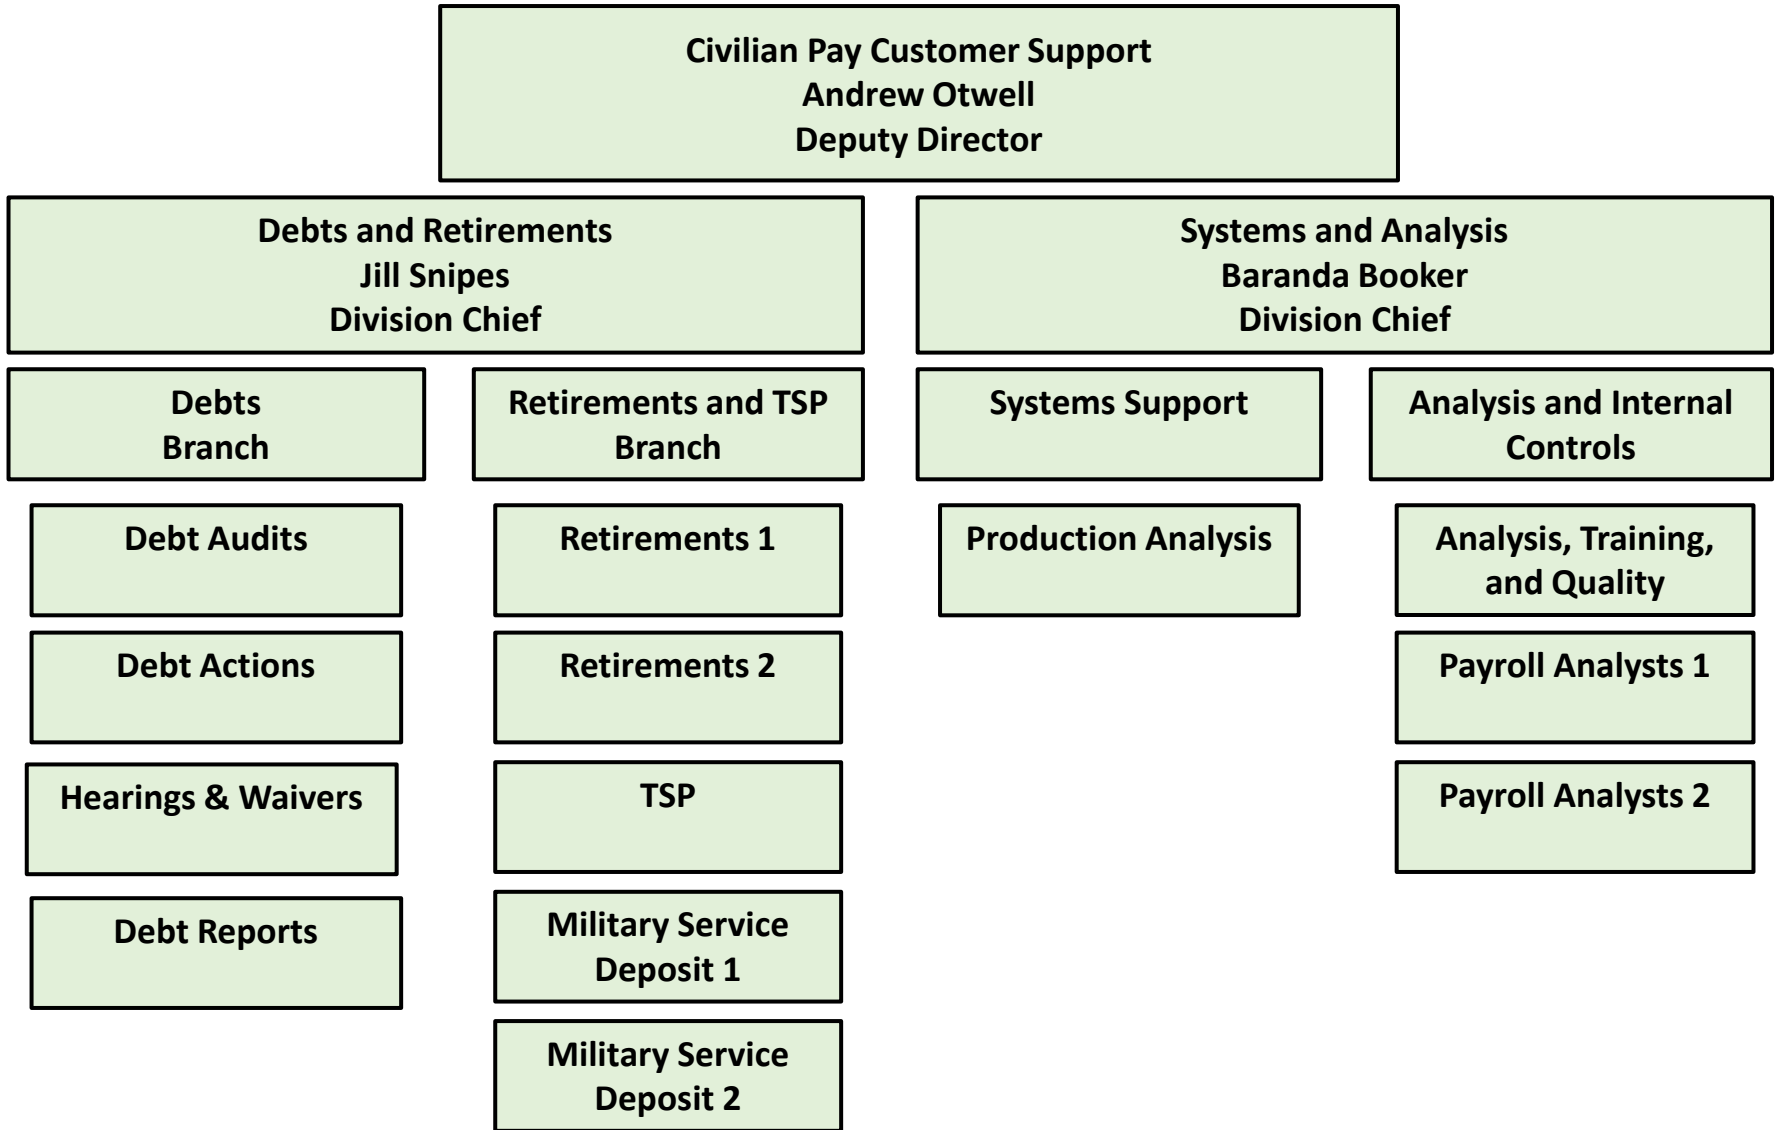 Civilian Pay Customer Support
Andrew Otwell
Deputy Director
Debts and Retirements
Jill Snipes
Division Chief
Systems and Analysis
Baranda Booker
Division Chief
Debts
Branch
Retirements and TSP
Branch
Systems Support
Analysis and Internal
Controls
Debt Audits
Retirements 1
Production Analysis
Analysis, Training,
and Quality
Debt Actions
Retirements 2
Payroll Analysts 1
Hearings & Waivers
TSP
Payroll Analysts 2
Debt Reports
Military Service
Deposit 1
Military Service
Deposit 2